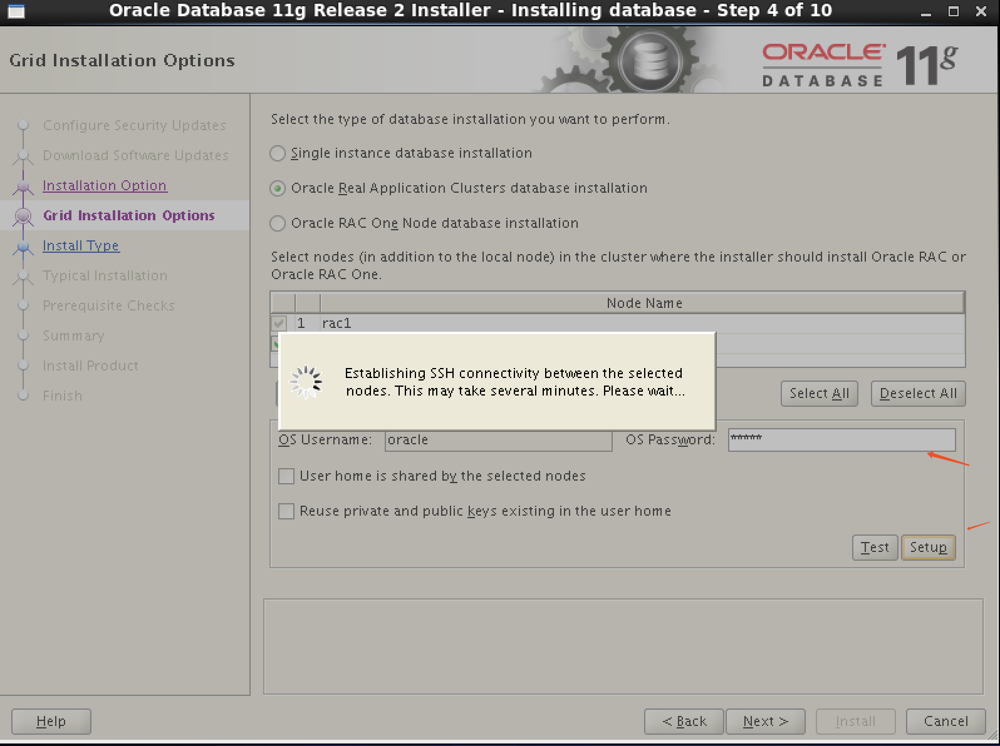 Oracle Database 11g Release 2 Installer - Installing database - Step 4 of 10
Grid Installation Options
ORACLE
DATABASE
11g
Configure Security Updates
Download Software Updates
Installation Option
Grid Installation Options
Install Type
Typical Installation
Prerequisite Checks
Summary
Install Product
Finish
Select the type of database installation you want to perform.
Single instance database installation
Oracle Real Application Clusters database installation
Oracle RAC One Node database installation
Select nodes (in addition to the local node) in the cluster where the installer should install Oracle RAC or
Oracle RAC One.
Node Name
1 rac1
Establishing SSH connectivity between the selected
nodes. This may take several minutes. Please wait...
Select All Deselect All
OS Username: oracle OS Password: *****
User home is shared by the selected nodes
Reuse private and public keys existing in the user home
Test Setup
Help < Back Next > Install Cancel